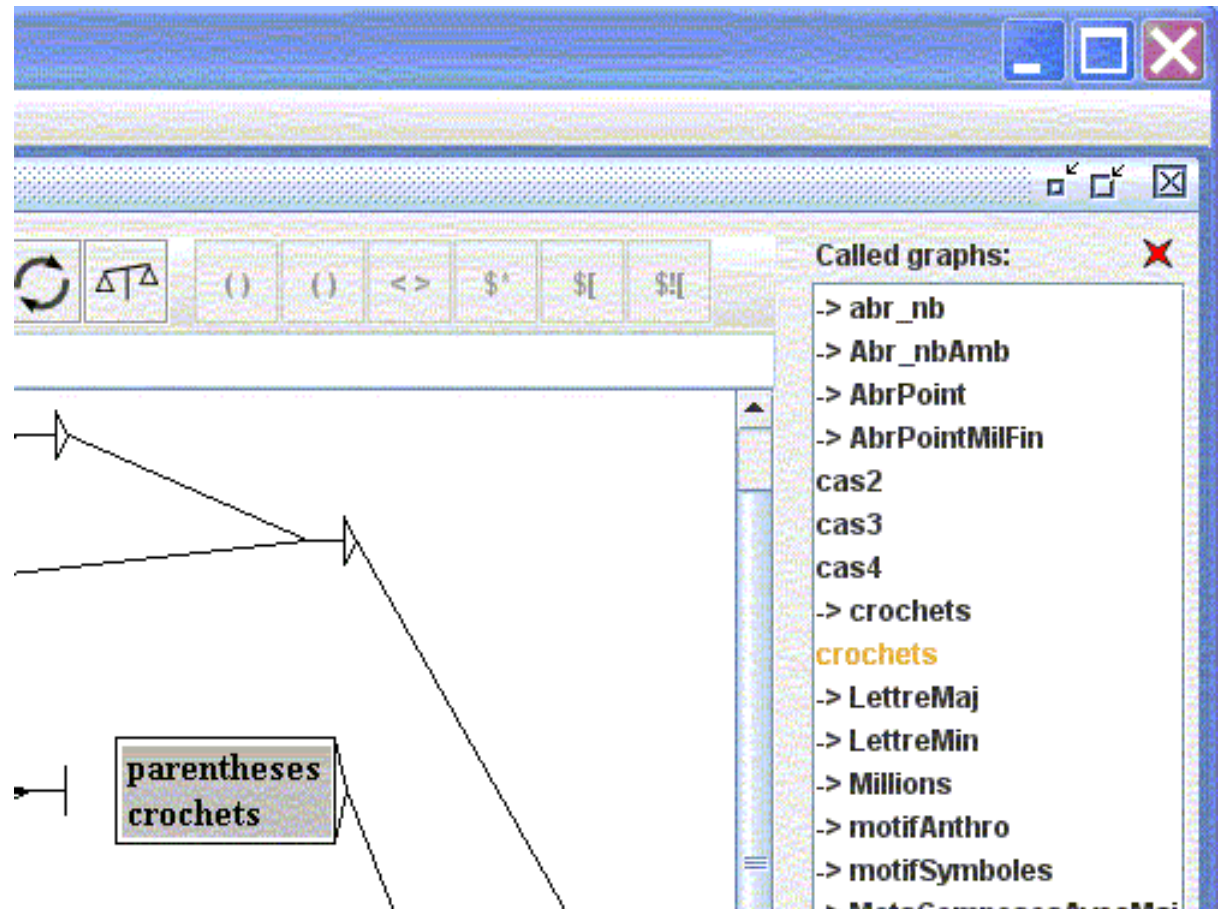 ( ) ( ) < > $* $[ $![
Called graphs:
-> abr_nb
-> Abr_nbAmb
-> AbrPoint
-> AbrPointMilFin
cas2
cas3
cas4
-> crochets
crochets
-> LettreMaj
-> LettreMin
-> Millions
-> motifAnthro
-> motifSymboles
parentheses
crochets